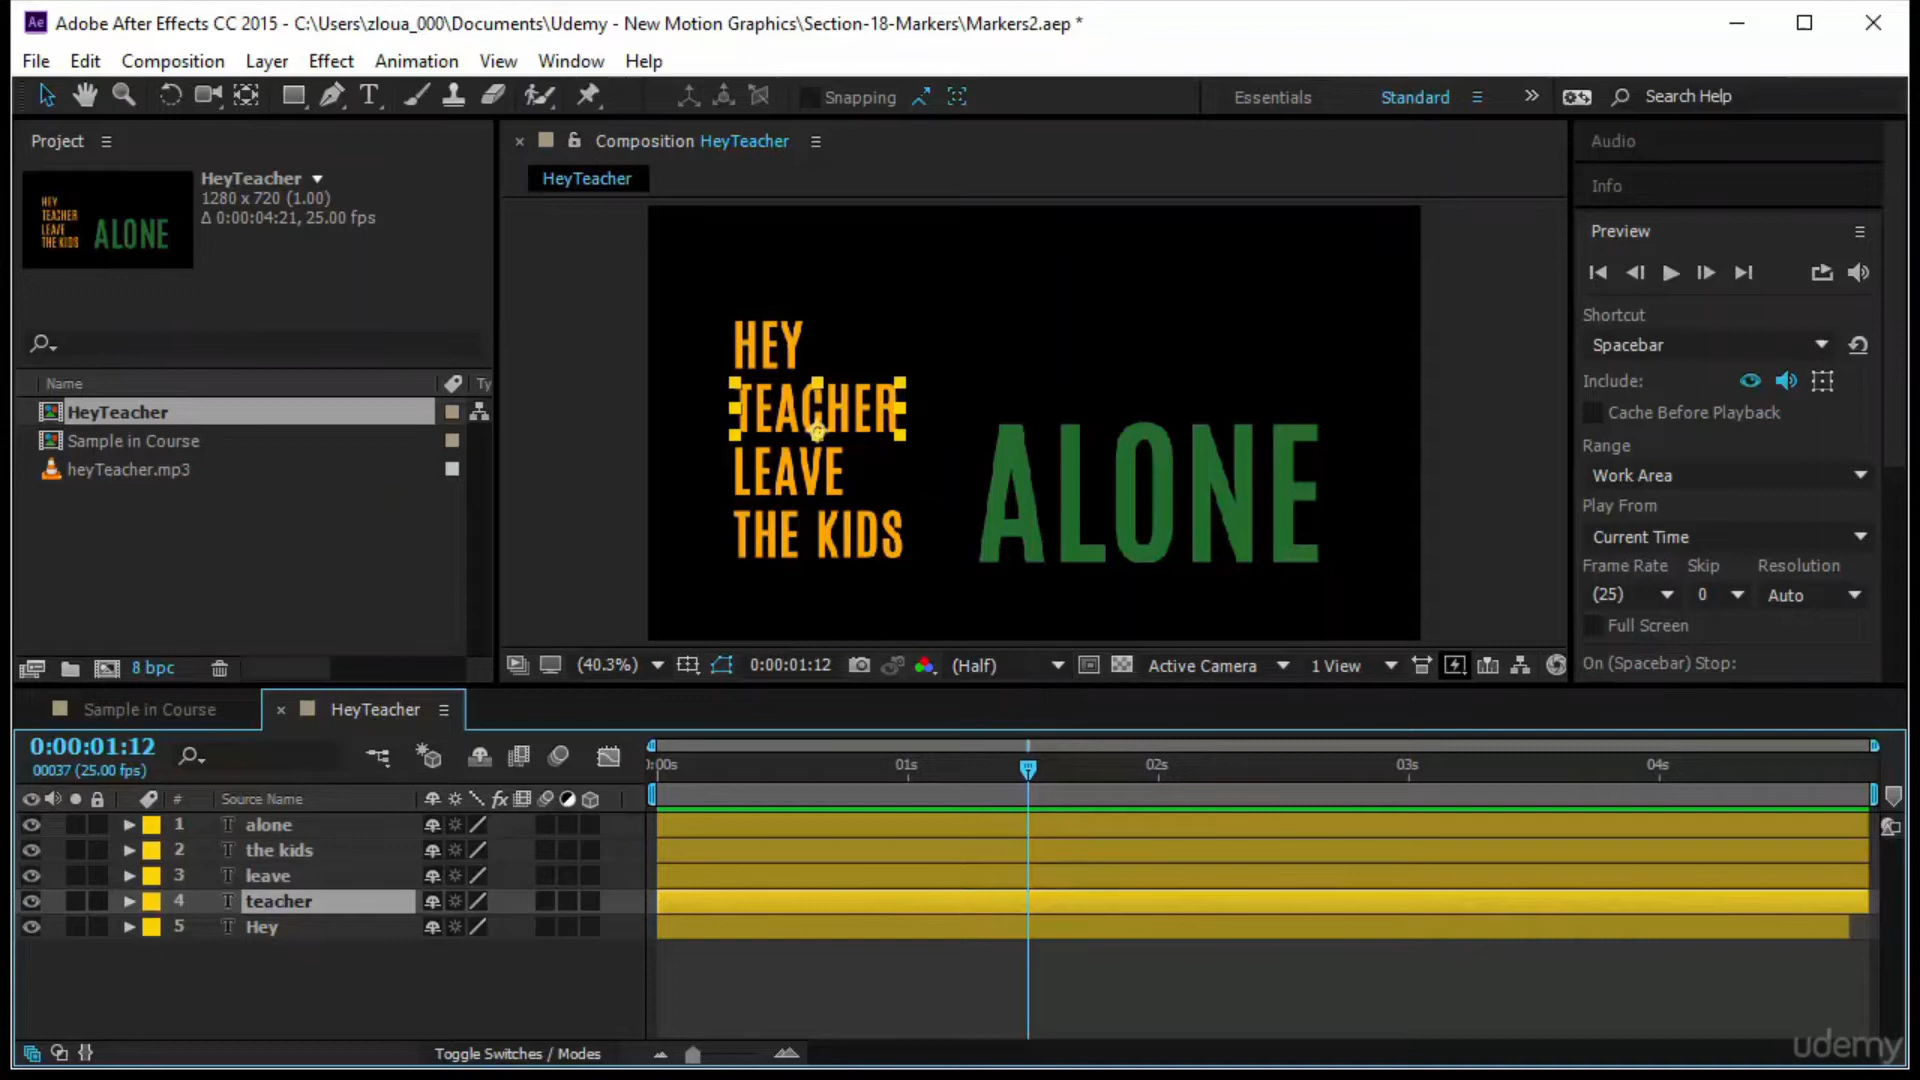 Adobe After Effects CC 2015 - C:\Users\zloua_000\Documents\Udemy - New Motion Graphics\Section-18-Markers\Markers2.aep *
File Edit Composition Layer Effect Animation View Window Help
Snapping Essentials Standard Search Help
Project
HeyTeacher
1280 x 720 (1.00)
Δ 0:00:04:21, 25.00 fps
HEY
TEACHER
LEAVE
THE KIDS
ALONE
Name Ty
HeyTeacher
Sample in Course
heyTeacher.mp3
8 bpc
Composition HeyTeacher
HeyTeacher
HEY
TEACHER
LEAVE
THE KIDS
ALONE
(40.3%) 0:00:01:12 (Half) Active Camera 1 View
Audio
Info
Preview
Shortcut
Spacebar
Include:
Cache Before Playback
Range
Work Area
Play From
Current Time
Frame Rate Skip Resolution
(25) 0 Auto
Full Screen
On (Spacebar) Stop:
Sample in Course HeyTeacher
0:00:01:12
00037 (25.00 fps)
:00s 01s 02s 03s 04s
# Source Name
1 T alone
2 T the kids
3 T leave
4 T teacher
5 T Hey
Toggle Switches / Modes
udemy